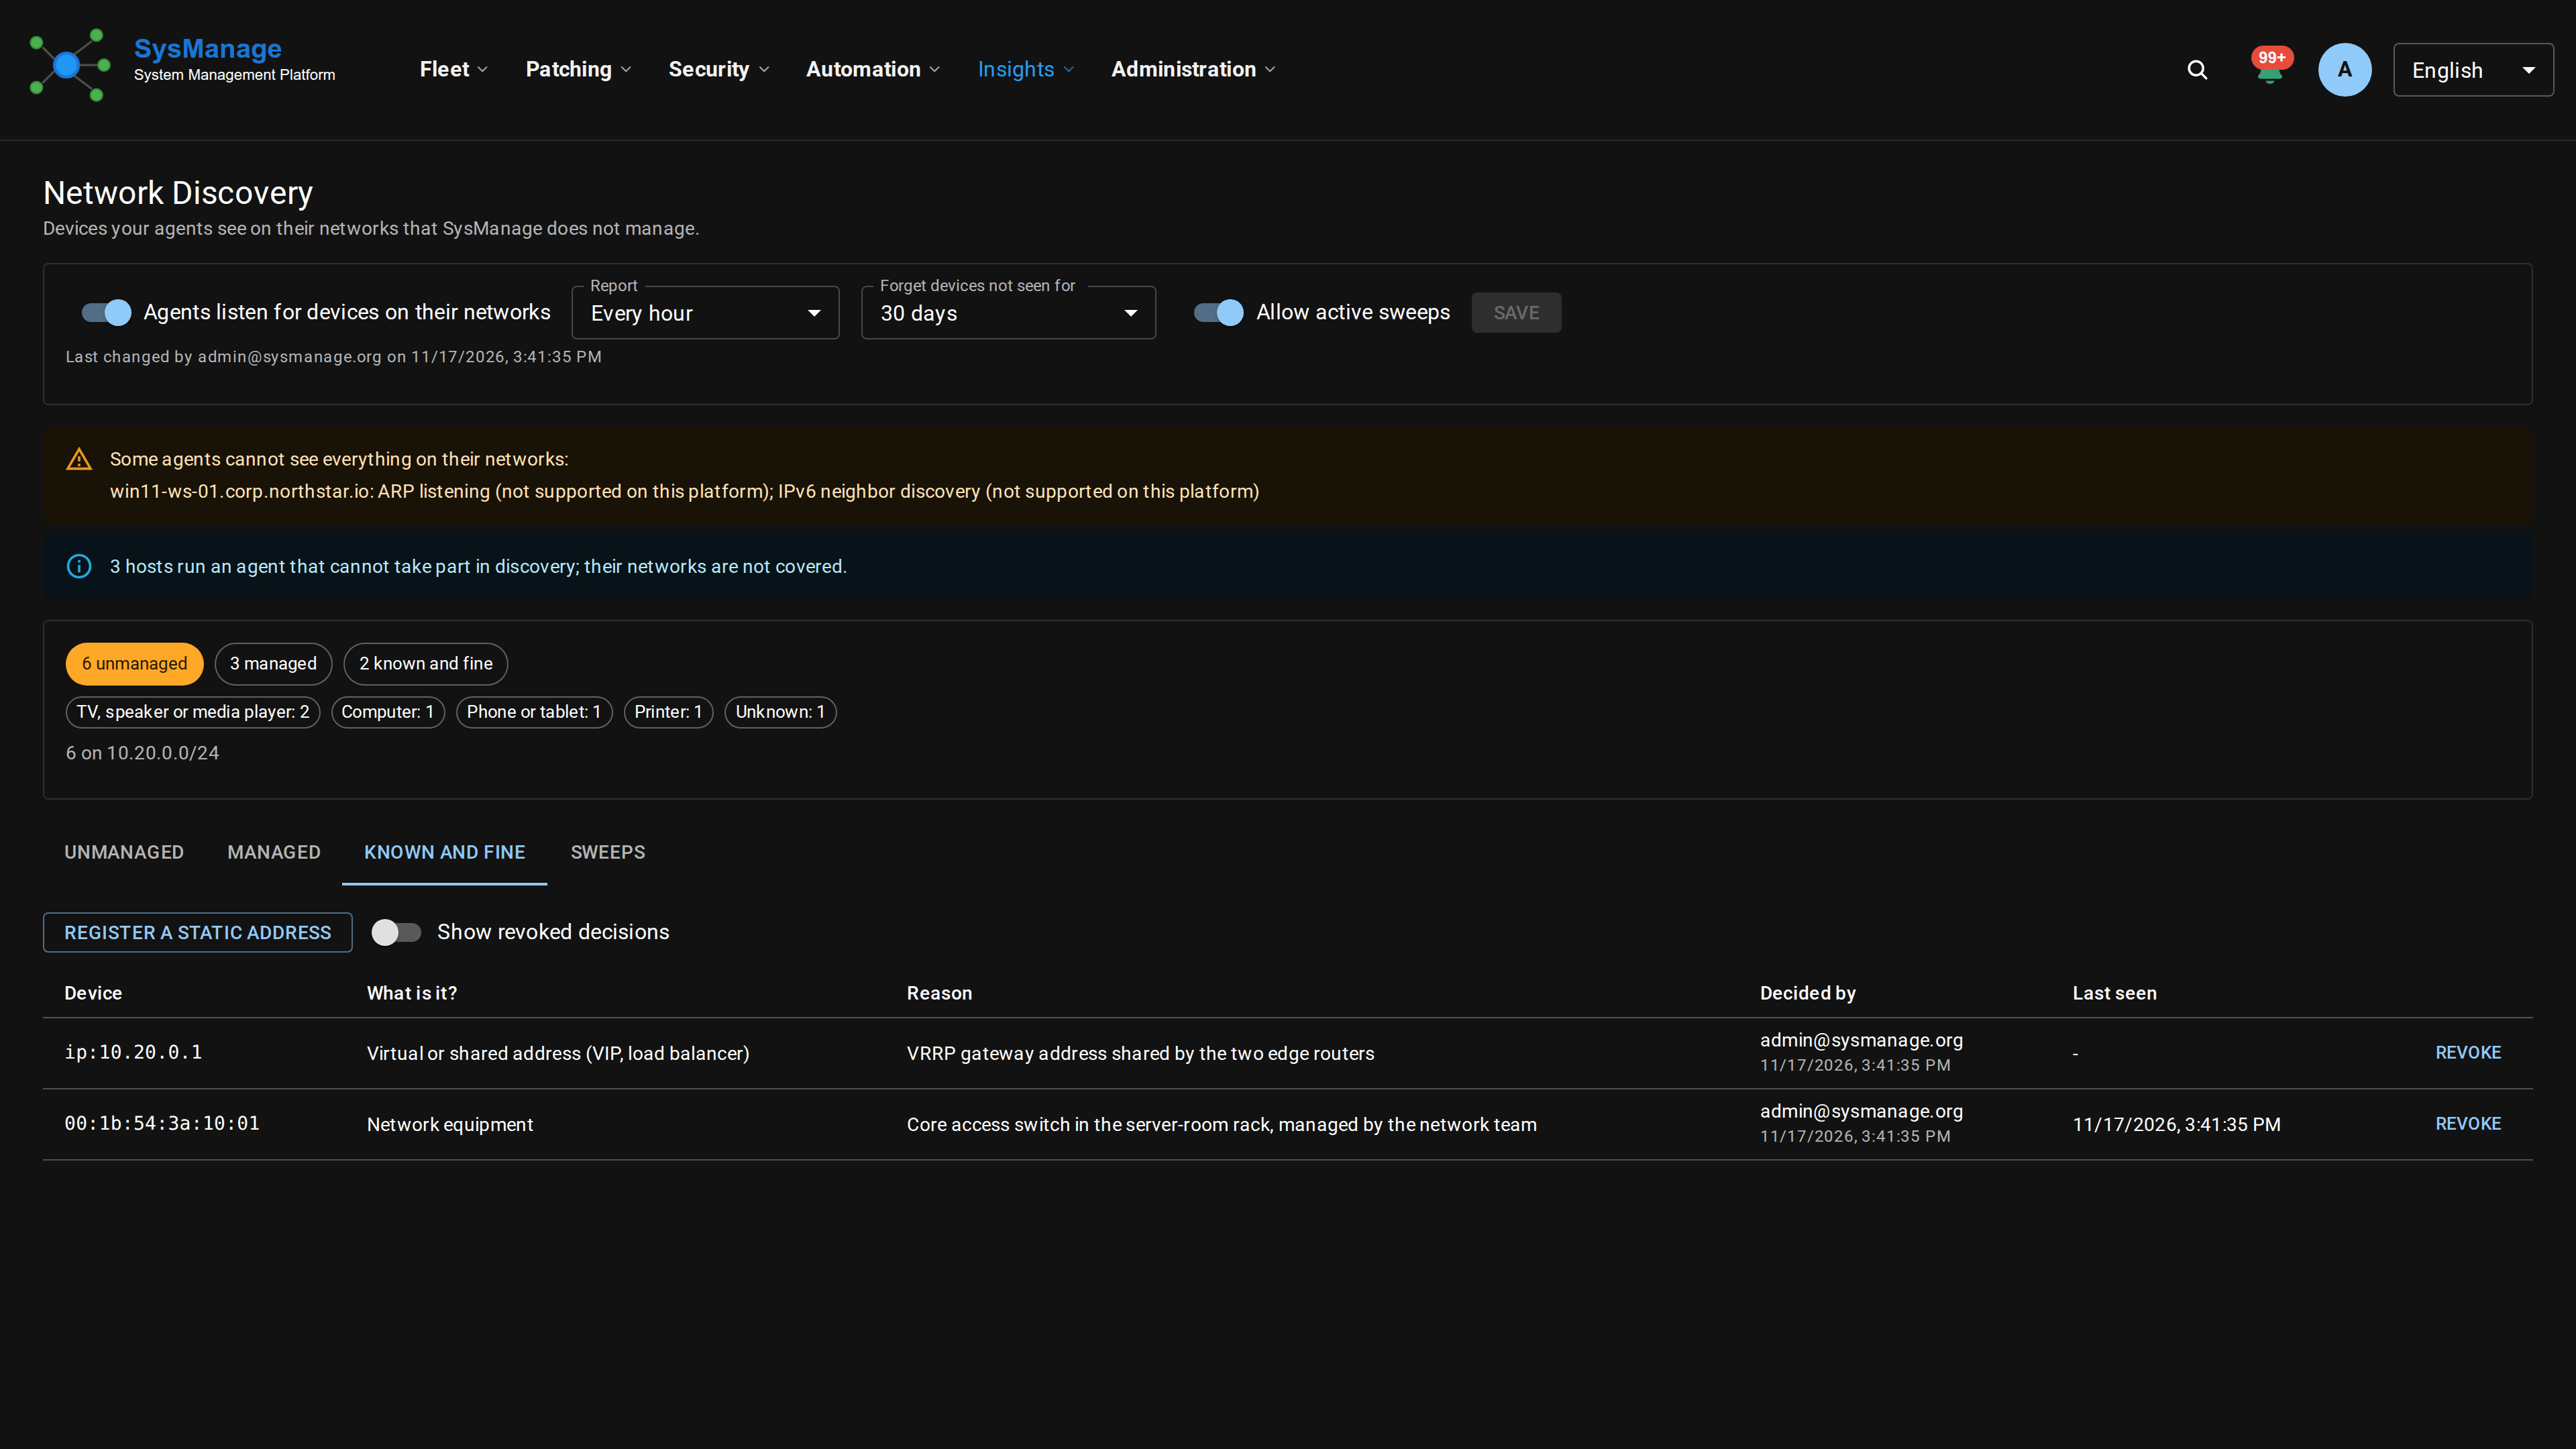 SysManage
System Management Platform
Fleet
Patching
Security
Automation
Insights
Administration
99+
A
English
Network Discovery
Devices your agents see on their networks that SysManage does not manage.
Agents listen for devices on their networks
Report
Every hour
Forget devices not seen for
30 days
Allow active sweeps
SAVE
Last changed by admin@sysmanage.org on 11/17/2026, 3:41:35 PM
Some agents cannot see everything on their networks:
win11-ws-01.corp.northstar.io: ARP listening (not supported on this platform); IPv6 neighbor discovery (not supported on this platform)
3 hosts run an agent that cannot take part in discovery; their networks are not covered.
6 unmanaged
3 managed
2 known and fine
TV, speaker or media player: 2
Computer: 1
Phone or tablet: 1
Printer: 1
Unknown: 1
6 on 10.20.0.0/24
UNMANAGED
MANAGED
KNOWN AND FINE
SWEEPS
REGISTER A STATIC ADDRESS
Show revoked decisions
Device
What is it?
Reason
Decided by
Last seen
ip:10.20.0.1
Virtual or shared address (VIP, load balancer)
VRRP gateway address shared by the two edge routers
admin@sysmanage.org
11/17/2026, 3:41:35 PM
-
REVOKE
00:1b:54:3a:10:01
Network equipment
Core access switch in the server-room rack, managed by the network team
admin@sysmanage.org
11/17/2026, 3:41:35 PM
11/17/2026, 3:41:35 PM
REVOKE